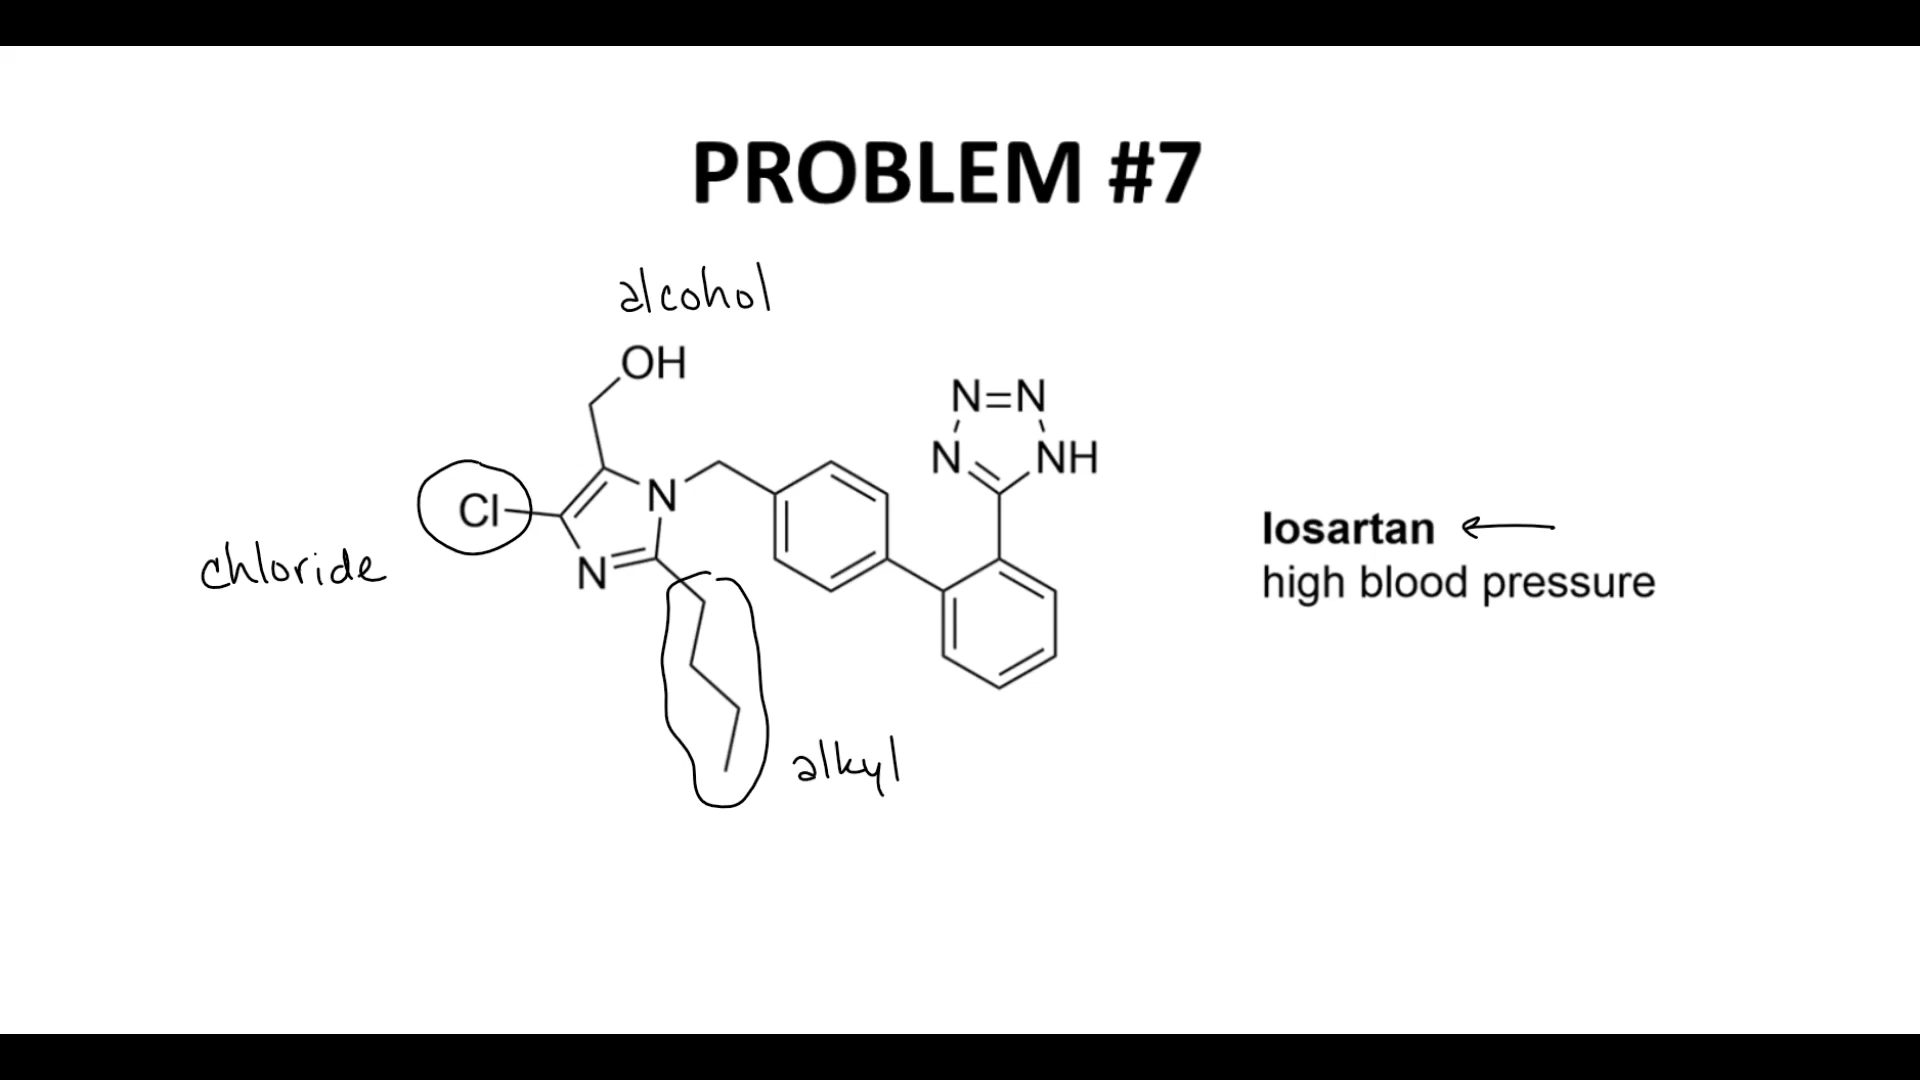 PROBLEM #7
alcohol
OH
N=N
N NH
Cl N
N
chloride
alkyl
losartan
high blood pressure